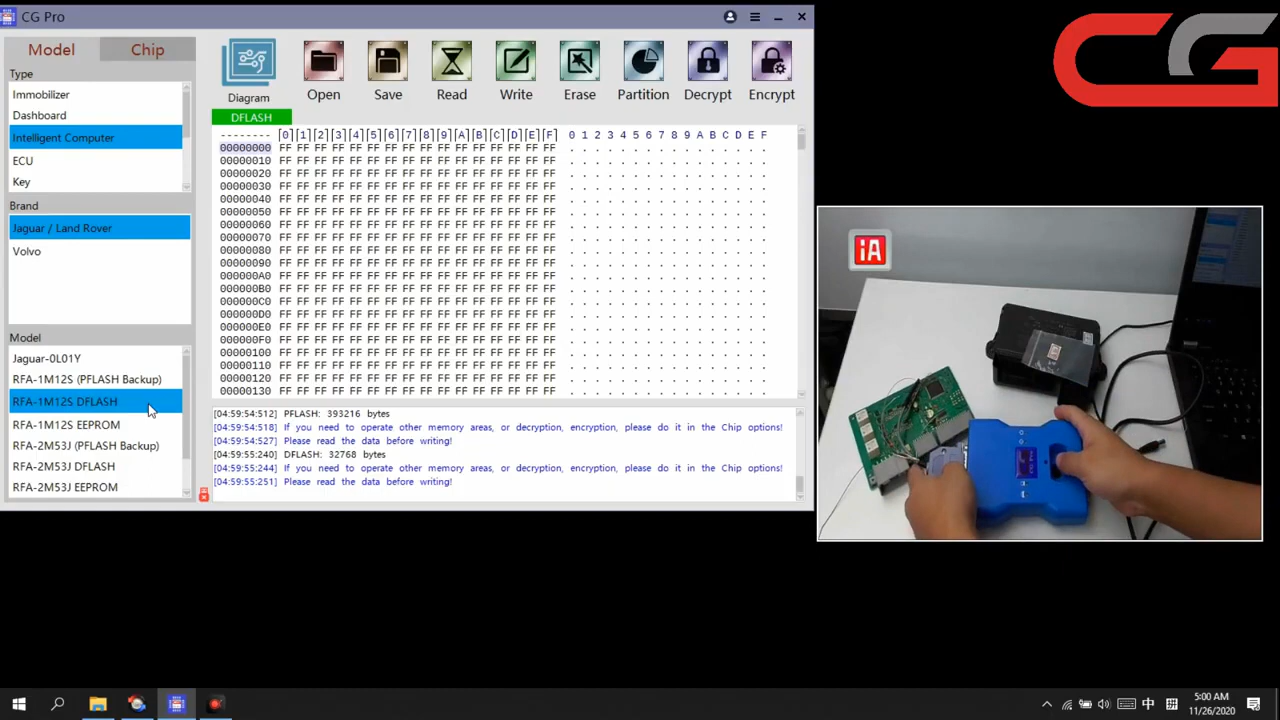 CG Pro
Model Chip
Type
Immobilizer
Dashboard
Intelligent Computer
ECU
Key
Brand
Jaguar / Land Rover
Volvo
Model
Jaguar-0L01Y
RFA-1M12S (PFLASH Backup)
RFA-1M12S DFLASH
RFA-1M12S EEPROM
RFA-2M53J (PFLASH Backup)
RFA-2M53J DFLASH
RFA-2M53J EEPROM
Diagram Open Save Read Write Erase Partition Decrypt Encrypt
DFLASH
-------- [0] [1] [2] [3] [4] [5] [6] [7] [8] [9] [A] [B] [C] [D] [E] [F] 0 1 2 3 4 5 6 7 8 9 A B C D E F
00000000 FF FF FF FF FF FF FF FF FF FF FF FF FF FF FF FF . . . . . . . . . . . . . . . .
00000010 FF FF FF FF FF FF FF FF FF FF FF FF FF FF FF FF . . . . . . . . . . . . . . . .
00000020 FF FF FF FF FF FF FF FF FF FF FF FF FF FF FF FF . . . . . . . . . . . . . . . .
00000030 FF FF FF FF FF FF FF FF FF FF FF FF FF FF FF FF . . . . . . . . . . . . . . . .
00000040 FF FF FF FF FF FF FF FF FF FF FF FF FF FF FF FF . . . . . . . . . . . . . . . .
00000050 FF FF FF FF FF FF FF FF FF FF FF FF FF FF FF FF . . . . . . . . . . . . . . . .
00000060 FF FF FF FF FF FF FF FF FF FF FF FF FF FF FF FF . . . . . . . . . . . . . . . .
00000070 FF FF FF FF FF FF FF FF FF FF FF FF FF FF FF FF . . . . . . . . . . . . . . . .
00000080 FF FF FF FF FF FF FF FF FF FF FF FF FF FF FF FF . . . . . . . . . . . . . . . .
00000090 FF FF FF FF FF FF FF FF FF FF FF FF FF FF FF FF . . . . . . . . . . . . . . . .
000000A0 FF FF FF FF FF FF FF FF FF FF FF FF FF FF FF FF . . . . . . . . . . . . . . . .
000000B0 FF FF FF FF FF FF FF FF FF FF FF FF FF FF FF FF . . . . . . . . . . . . . . . .
000000C0 FF FF FF FF FF FF FF FF FF FF FF FF FF FF FF FF . . . . . . . . . . . . . . . .
000000D0 FF FF FF FF FF FF FF FF FF FF FF FF FF FF FF FF . . . . . . . . . . . . . . . .
000000E0 FF FF FF FF FF FF FF FF FF FF FF FF FF FF FF FF . . . . . . . . . . . . . . . .
000000F0 FF FF FF FF FF FF FF FF FF FF FF FF FF FF FF FF . . . . . . . . . . . . . . . .
00000100 FF FF FF FF FF FF FF FF FF FF FF FF FF FF FF FF . . . . . . . . . . . . . . . .
00000110 FF FF FF FF FF FF FF FF FF FF FF FF FF FF FF FF . . . . . . . . . . . . . . . .
00000120 FF FF FF FF FF FF FF FF FF FF FF FF FF FF FF FF . . . . . . . . . . . . . . . .
00000130 FF FF FF FF FF FF FF FF FF FF FF FF FF FF FF FF . . . . . . . . . . . . . . . .
[04:59:54:512] PFLASH: 393216 bytes
[04:59:54:518] If you need to operate other memory areas, or decryption, encryption, please do it in the Chip options!
[04:59:54:527] Please read the data before writing!
[04:59:55:240] DFLASH: 32768 bytes
[04:59:55:244] If you need to operate other memory areas, or decryption, encryption, please do it in the Chip options!
[04:59:55:251] Please read the data before writing!
CG
iA
中
拼
5:00 AM
11/26/2020